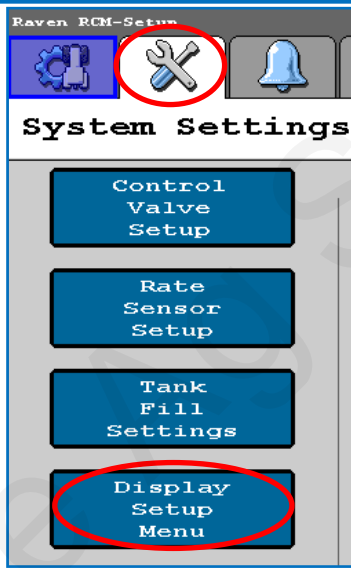 Raven RCM-Setup
System Settings
Control
Valve
Setup
Rate
Sensor
Setup
Tank
Fill
Settings
Display
Setup
Menu